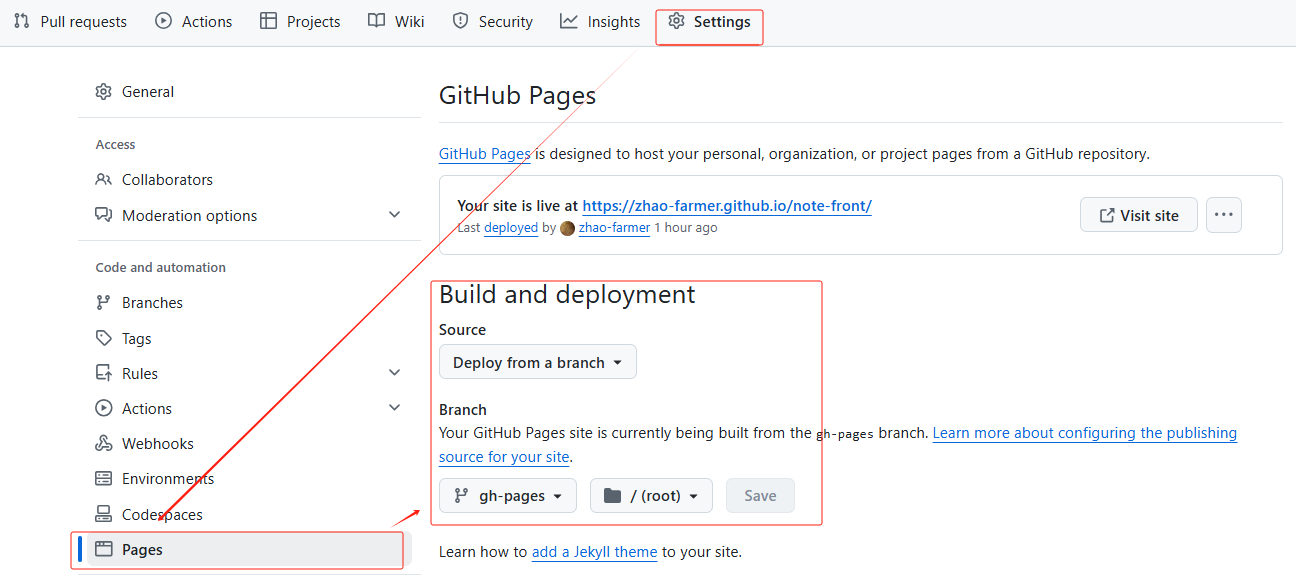 Pull requests Actions Projects Wiki Security Insights Settings
General
Access
Collaborators
Moderation options
Code and automation
Branches
Tags
Rules
Actions
Webhooks
Environments
Codespaces
Pages
GitHub Pages
GitHub Pages is designed to host your personal, organization, or project pages from a GitHub repository.
Your site is live at https://zhao-farmer.github.io/note-front/
Last deployed by zhao-farmer 1 hour ago
Visit site
Build and deployment
Source
Deploy from a branch
Branch
Your GitHub Pages site is currently being built from the gh-pages branch. Learn more about configuring the publishing
source for your site.
gh-pages / (root) Save
Learn how to add a Jekyll theme to your site.